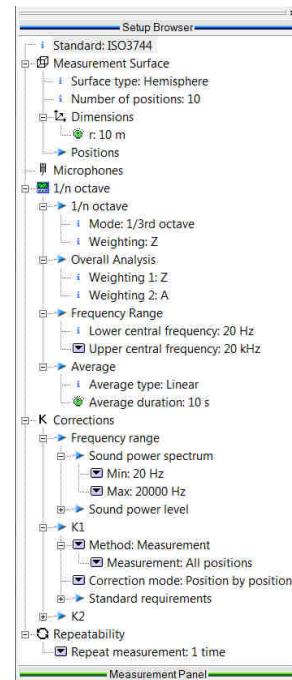 Setup Browser
Standard: ISO3744
Measurement Surface
Surface type: Hemisphere
Number of positions: 10
Dimensions
r: 10 m
Positions
Microphones
1/n octave
1/n octave
Mode: 1/3rd octave
Weighting: Z
Overall Analysis
Weighting 1: Z
Weighting 2: A
Frequency Range
Lower central frequency: 20 Hz
Upper central frequency: 20 kHz
Average
Average type: Linear
Average duration: 10 s
K Corrections
Frequency range
Sound power spectrum
Min: 20 Hz
Max: 20000 Hz
Sound power level
K1
Method: Measurement
Measurement: All positions
Correction mode: Position by position
Standard requirements
K2
Repeatability
Repeat measurement: 1 time
Measurement Panel